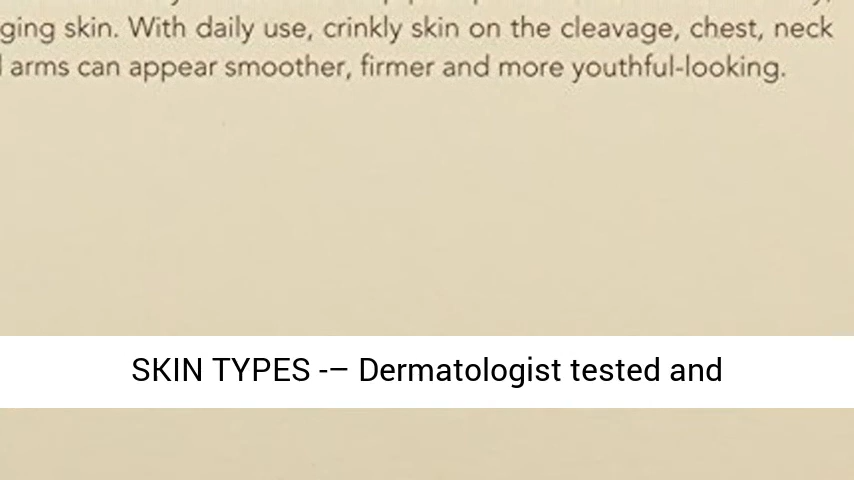 ging skin. With daily use, crinkly skin on the cleavage, chest, neck
arms can appear smoother, firmer and more youthful-looking.
SKIN TYPES -– Dermatologist tested and